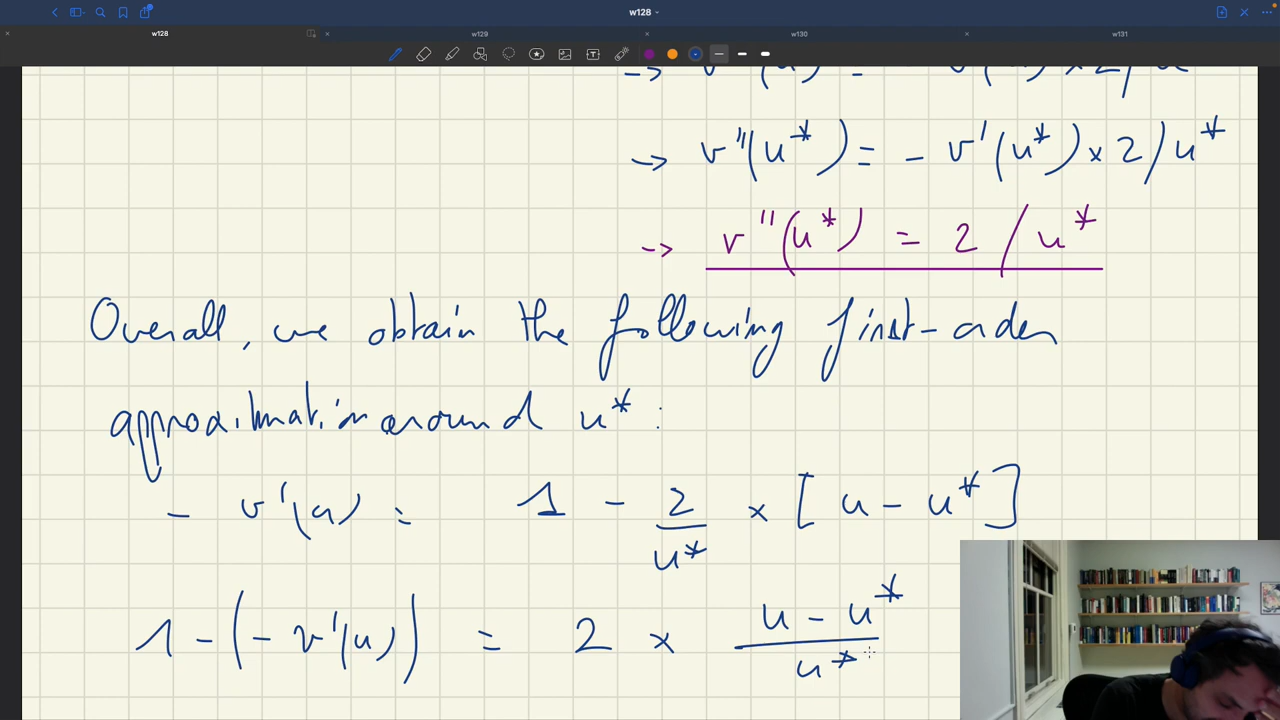 w128
w128
w129
w130
w131
→ v''(u*) = - v'(u*) × 2/u*
→ v''(u*) = 2 / u*
Overall, we obtain the following first-order
approximation around u* :
- v'(u) = 1 - 2/u* × [u - u*]
1 - (- v'(u)) = 2 × (u - u*)/u*